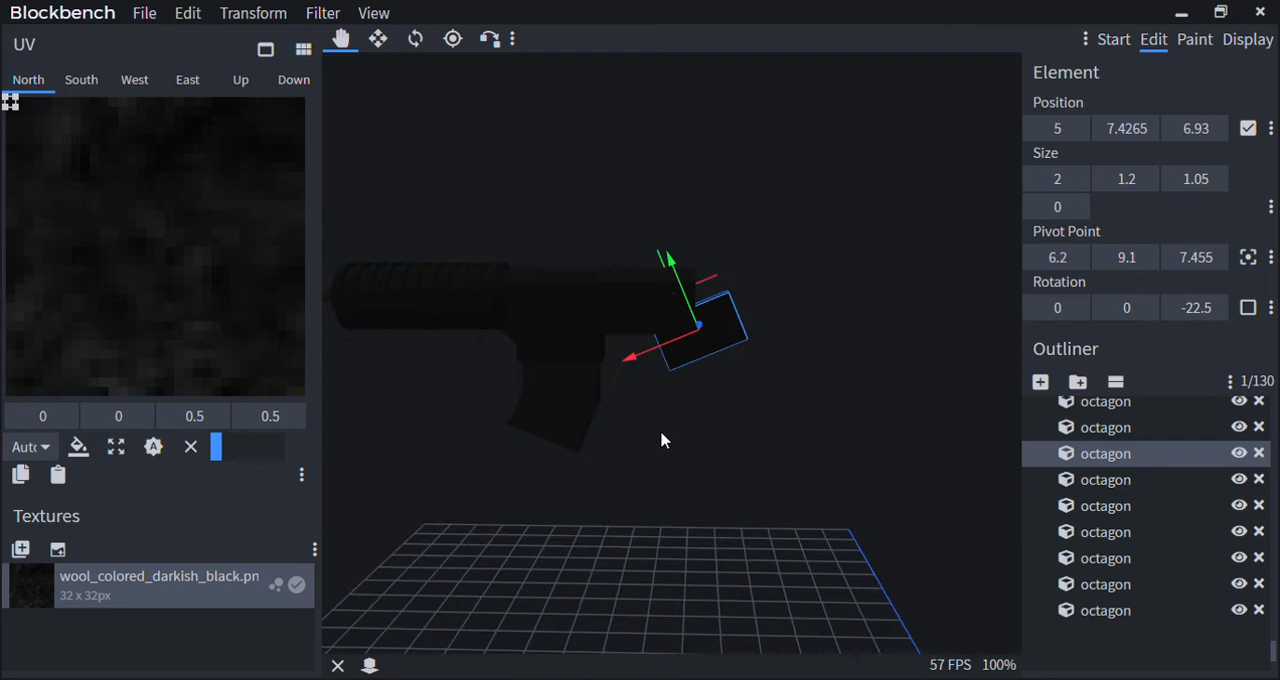 Blockbench File Edit Transform Filter View
UV
Start Edit Paint Display
North South West East Up Down
0 0 0.5 0.5
Auto
Textures
wool_colored_darkish_black.pn
32 x 32px
57 FPS 100%
Element
Position
5 7.4265 6.93
Size
2 1.2 1.05
0
Pivot Point
6.2 9.1 7.455
Rotation
0 0 -22.5
Outliner
1/130
octagon
octagon
octagon
octagon
octagon
octagon
octagon
octagon
octagon